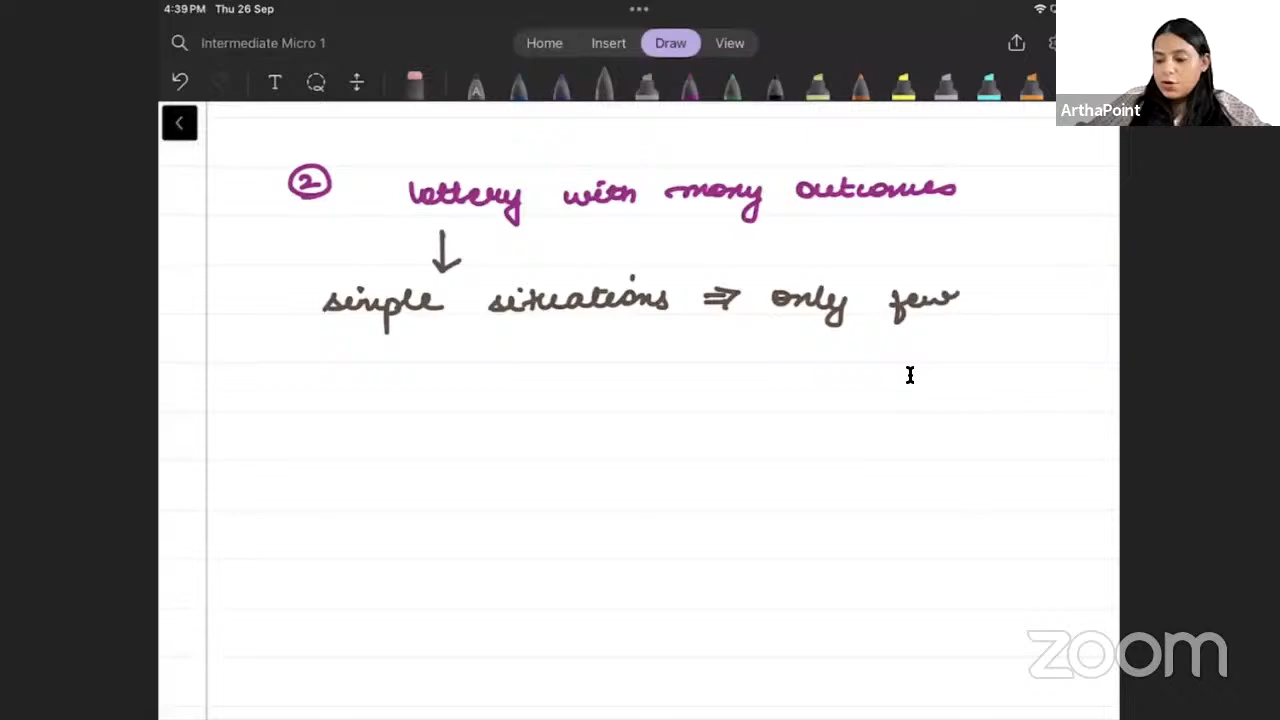 4:39 PM Thu 26 Sep
Intermediate Micro 1
Home Insert Draw View
T
A
ArthaPoint
2 lottery with many outcomes
↓
simple situations ⇒ only few
zoom